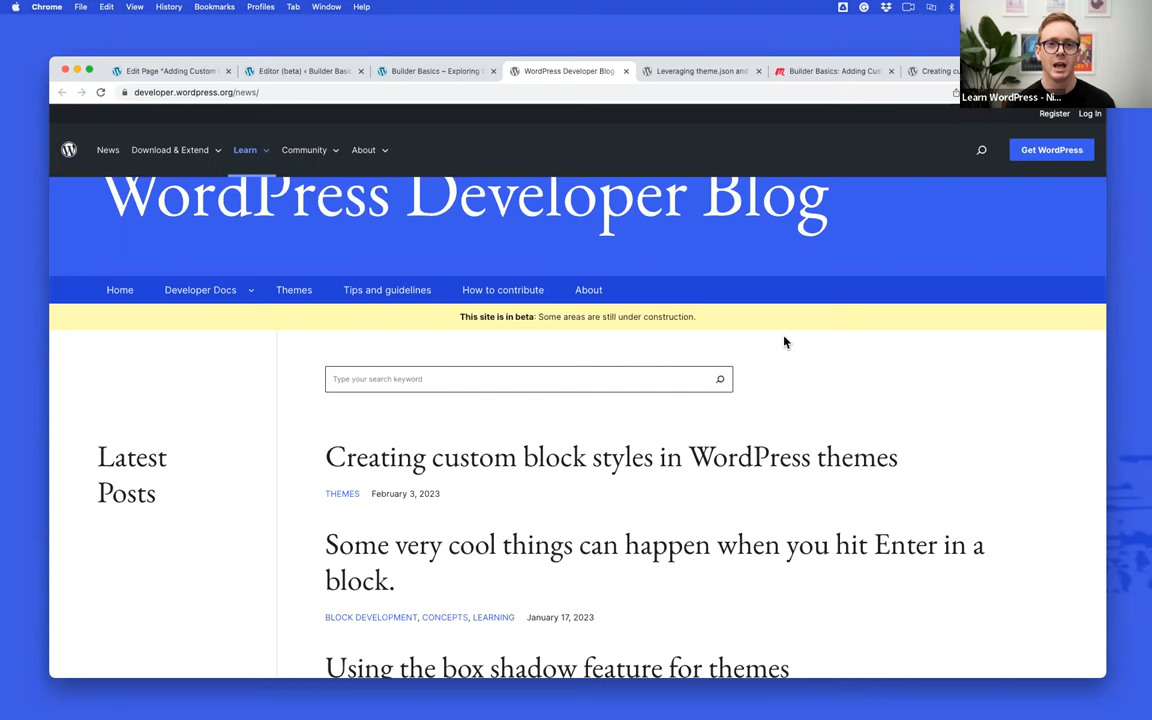 Chrome File Edit View History Bookmarks Profiles Tab Window Help
Edit Page "Adding Custom
Editor (beta) ‹ Builder Basic
Builder Basics – Exploring t
WordPress Developer Blog
Leveraging theme.json and
Builder Basics: Adding Cust
Creating cu
developer.wordpress.org/news/
Learn WordPress - Ni...
Register Log In
News Download & Extend Learn Community About
Get WordPress
WordPress Developer Blog
Home Developer Docs Themes Tips and guidelines How to contribute About
This site is in beta: Some areas are still under construction.
Type your search keyword
Latest
Posts
Creating custom block styles in WordPress themes
THEMES February 3, 2023
Some very cool things can happen when you hit Enter in a
block.
BLOCK DEVELOPMENT, CONCEPTS, LEARNING January 17, 2023
Using the box shadow feature for themes